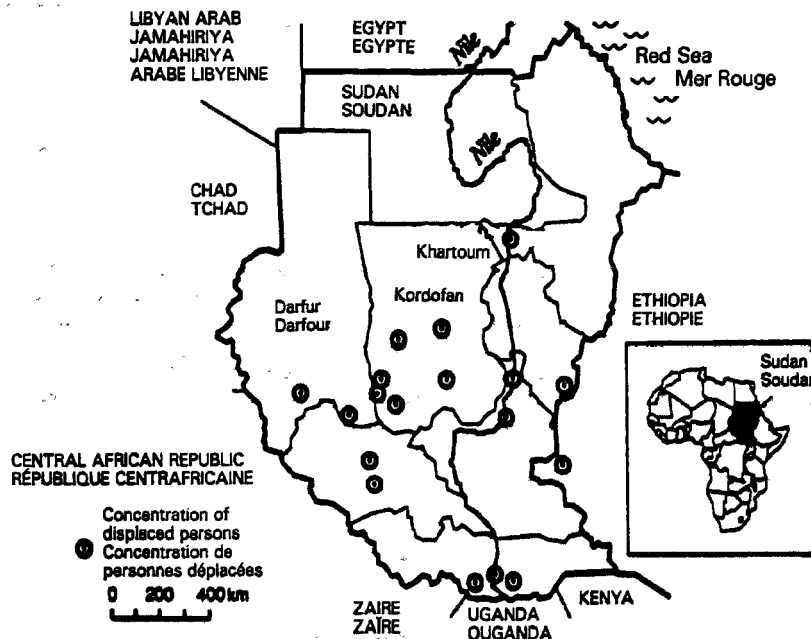 LIBYAN ARAB
JAMAHIRIYA
JAMAHIRIYA
ARABE LIBYENNE
EGYPT
EGYPTE
Nile
Red Sea
Mer Rouge
SUDAN
SOUDAN
Nile
CHAD
TCHAD
Khartoum
Kordofan
Darfur
Darfour
ETHIOPIA
ETHIOPIE
Sudan
Soudan
CENTRAL AFRICAN REPUBLIC
RÉPUBLIQUE CENTRAFRICAINE
Concentration of
displaced persons
Concentration de
personnes déplacées
0 200 400 km
ZAIRE
ZAÏRE
UGANDA
OUGANDA
KENYA